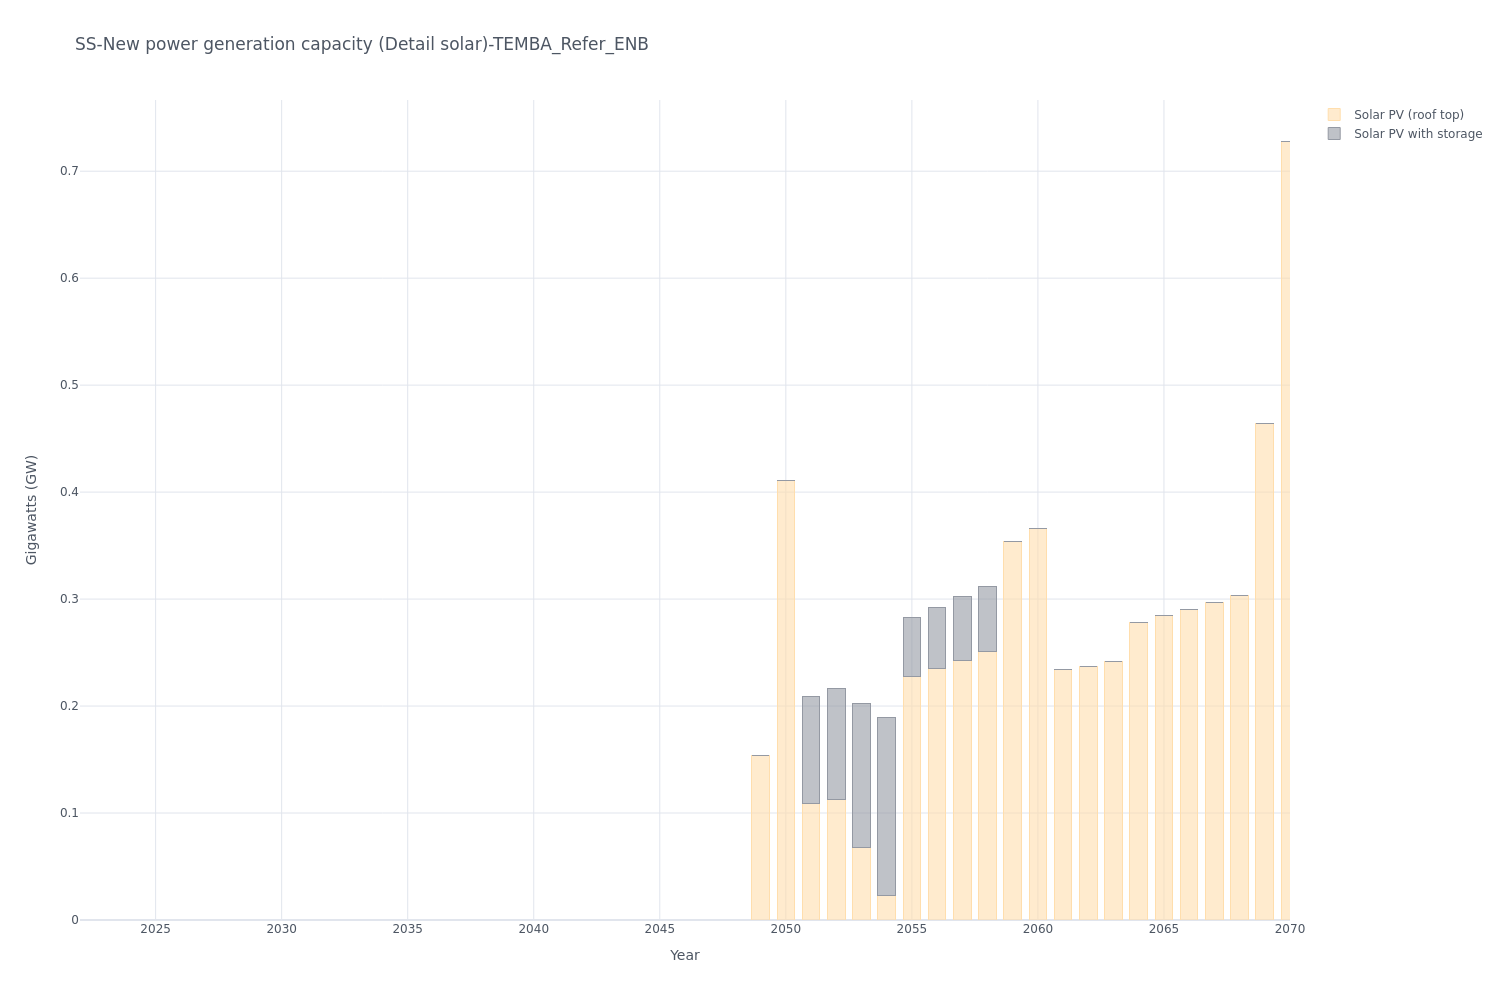 SS-New power generation capacity (Detail solar)-TEMBA_Refer_ENB
Solar PV (roof top)
Solar PV with storage
0.7
0.6
0.5
0.4
0.3
0.2
0.1
0
Gigawatts (GW)
2025 2030 2035 2040 2045 2050 2055 2060 2065 2070
Year